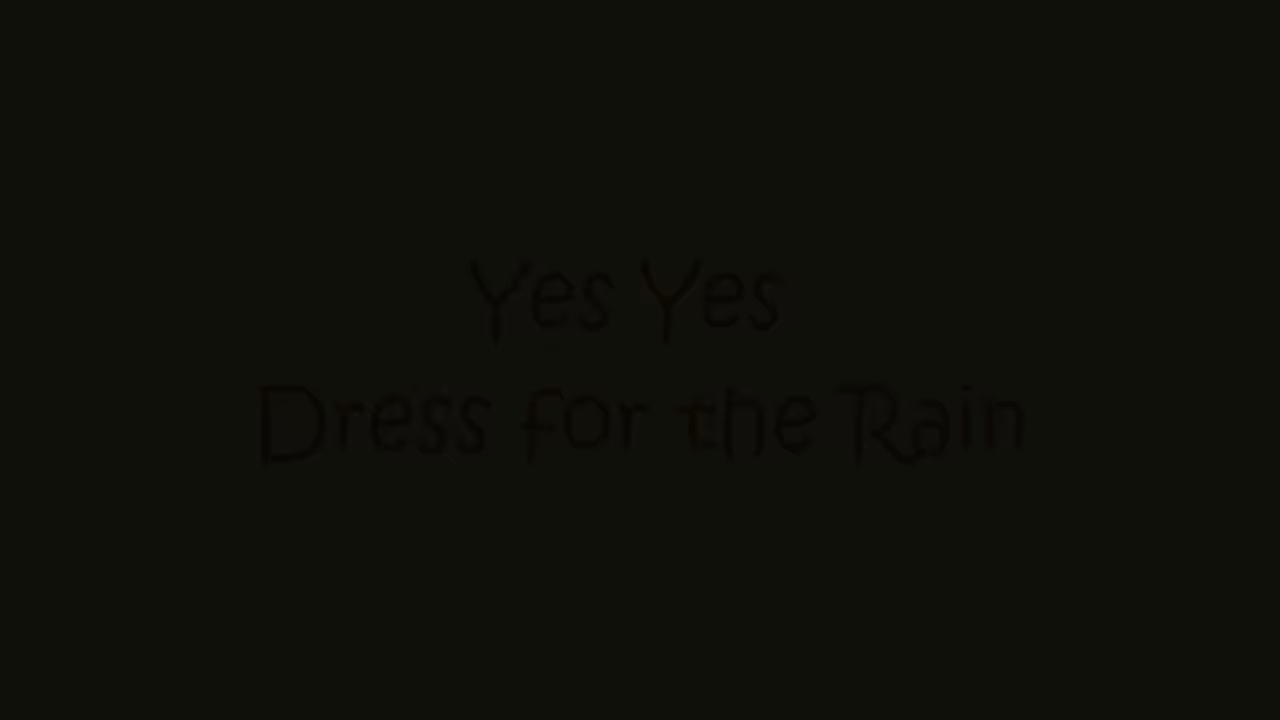 Yes Yes
Dress for the Rain